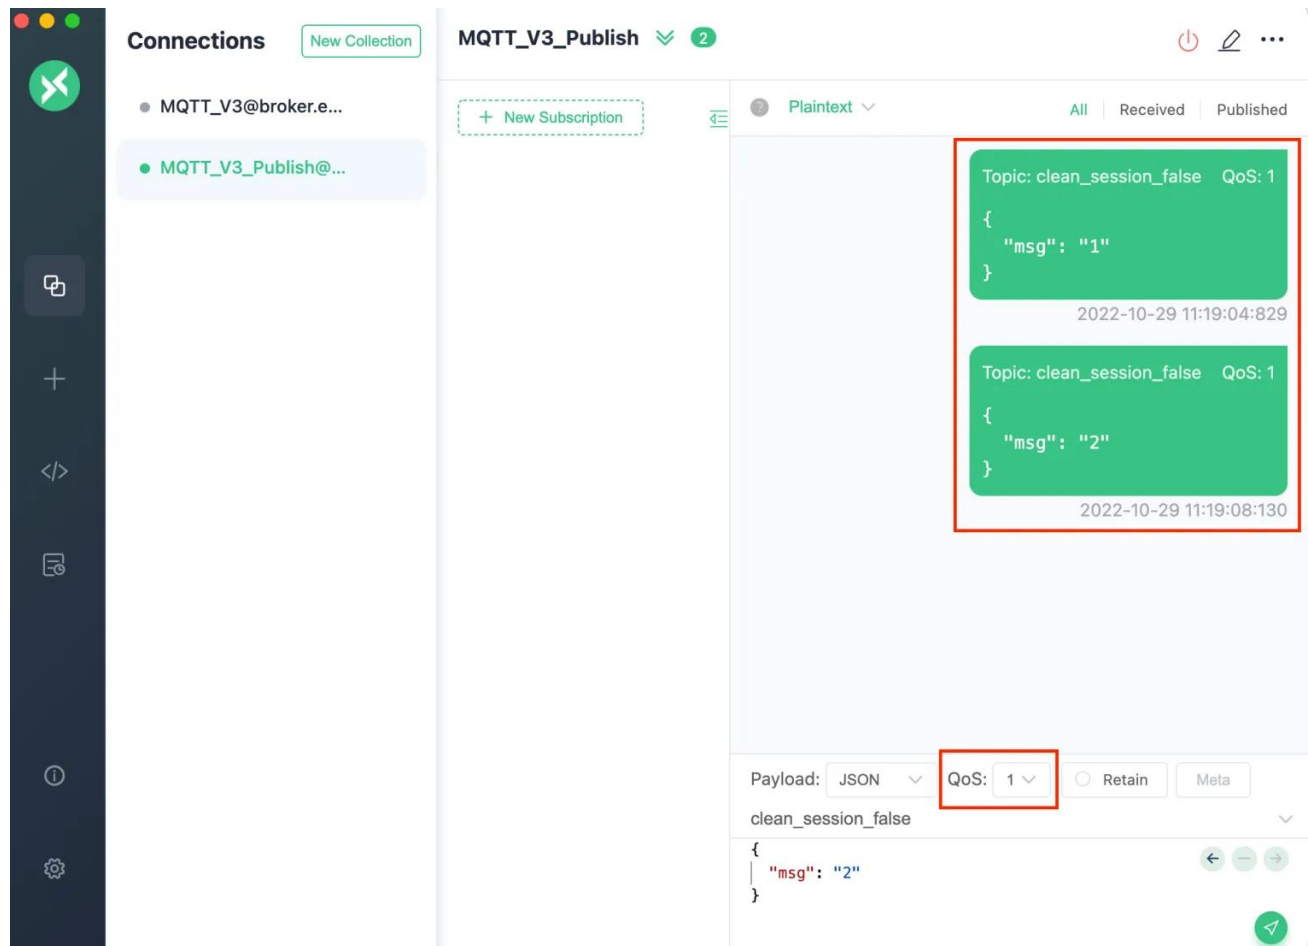 Connections
New Collection
MQTT_V3@broker.e...
MQTT_V3_Publish@...
MQTT_V3_Publish 2
+ New Subscription
? Plaintext
All Received Published
Topic: clean_session_false QoS: 1
{
"msg": "1"
}
2022-10-29 11:19:04:829
Topic: clean_session_false QoS: 1
{
"msg": "2"
}
2022-10-29 11:19:08:130
Payload: JSON QoS: 1 Retain Meta
clean_session_false
{
"msg": "2"
}